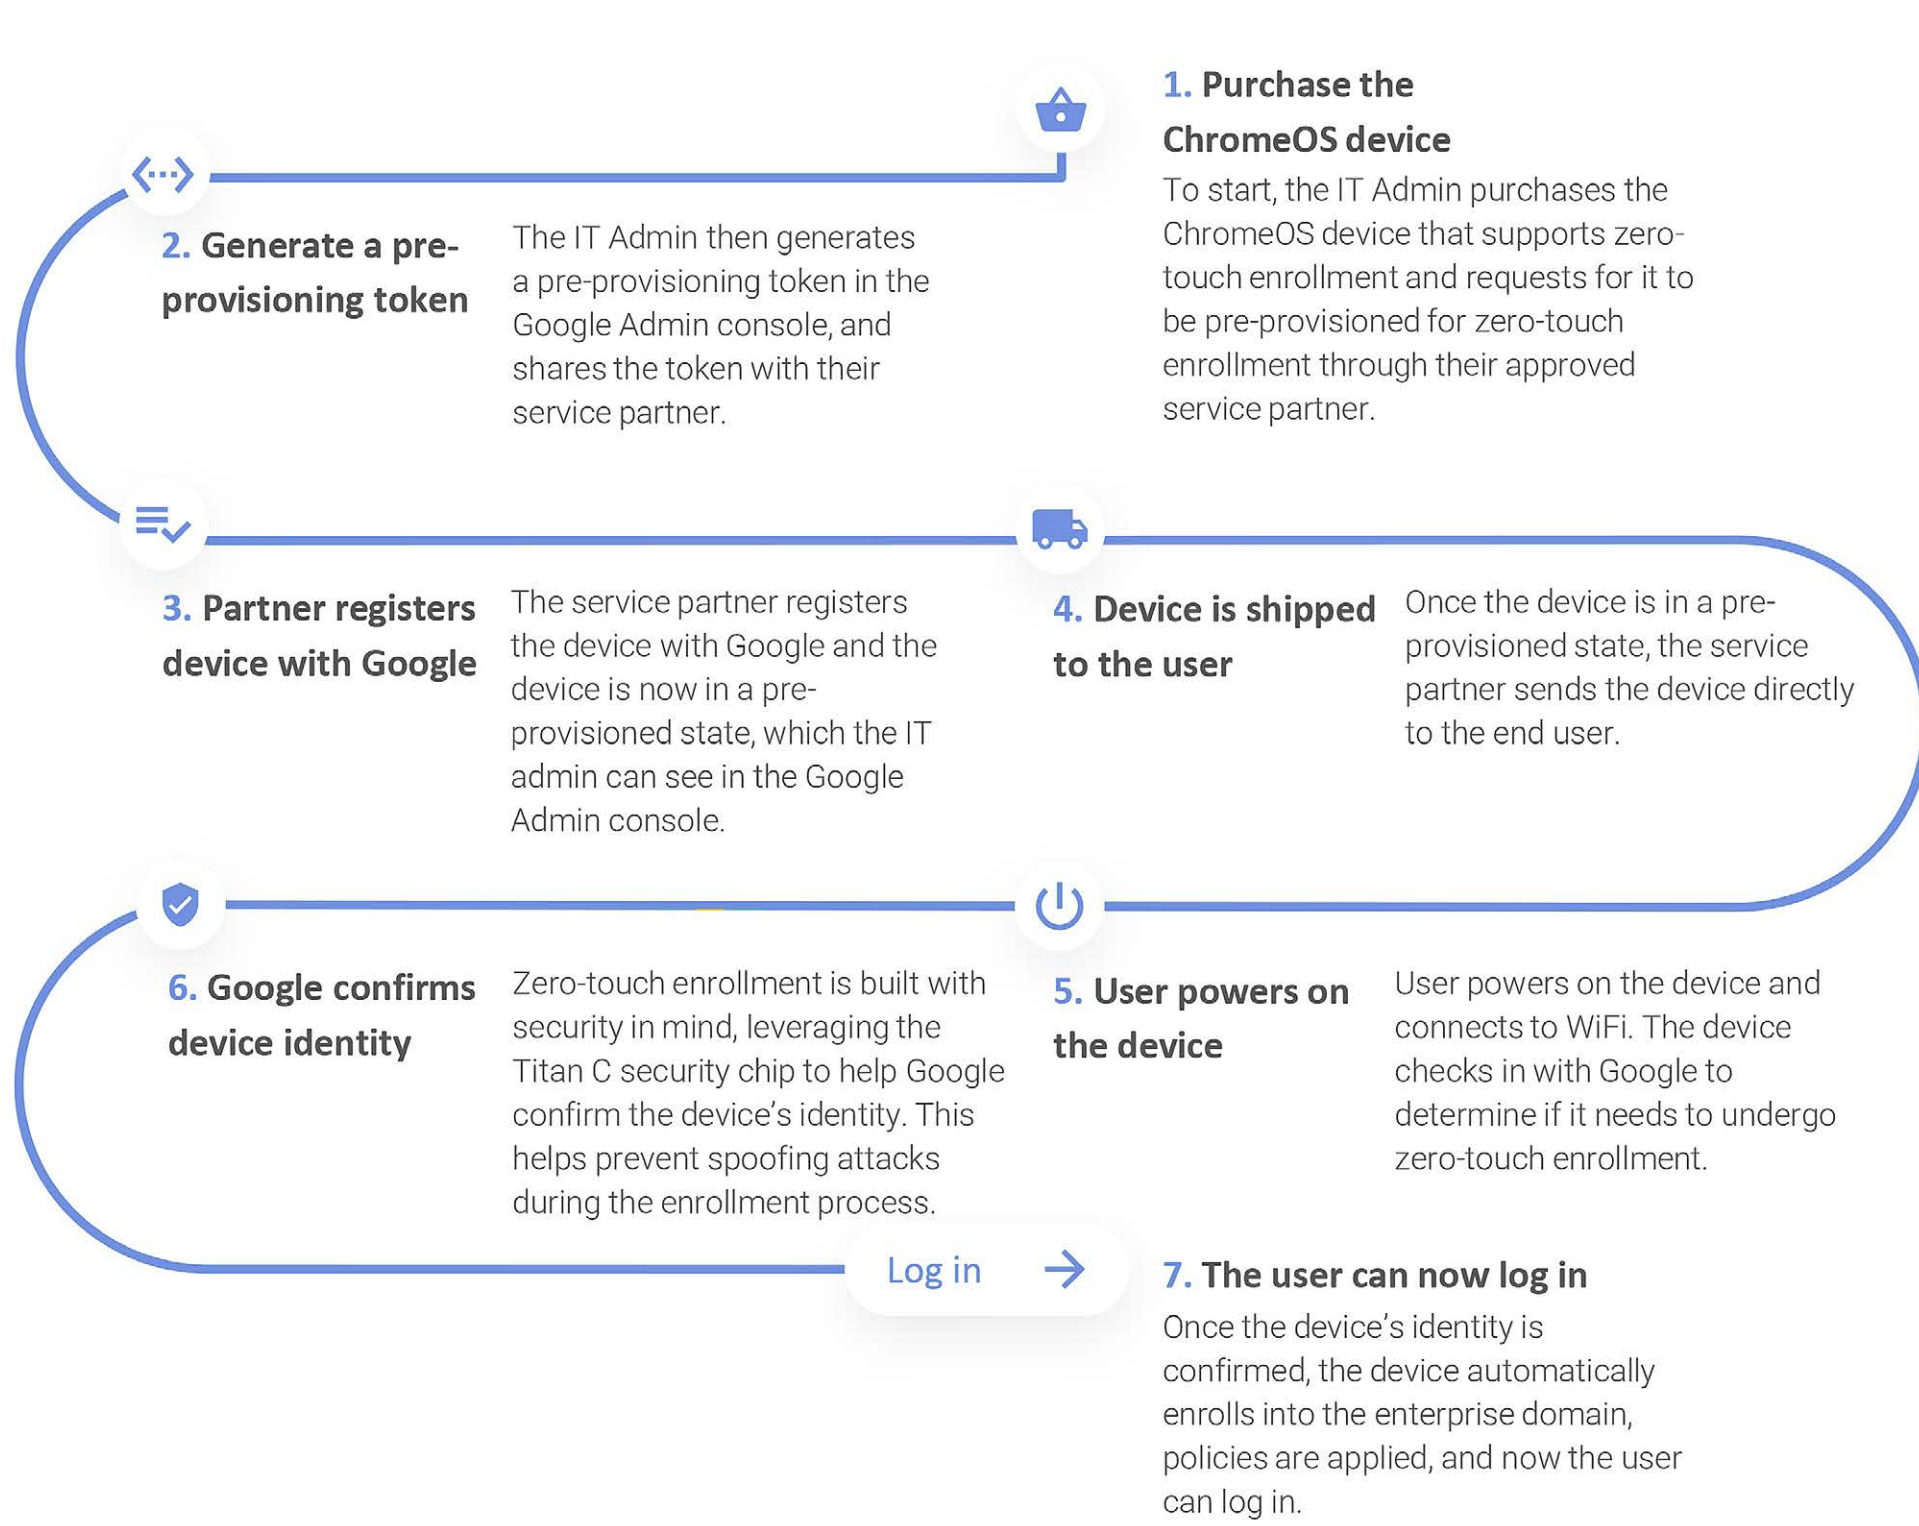 1. Purchase the
ChromeOS device
To start, the IT Admin purchases the
ChromeOS device that supports zero-
touch enrollment and requests for it to
be pre-provisioned for zero-touch
enrollment through their approved
service partner.
2. Generate a pre-
provisioning token
The IT Admin then generates
a pre-provisioning token in the
Google Admin console, and
shares the token with their
service partner.
3. Partner registers
device with Google
The service partner registers
the device with Google and the
device is now in a pre-
provisioned state, which the IT
admin can see in the Google
Admin console.
4. Device is shipped
to the user
Once the device is in a pre-
provisioned state, the service
partner sends the device directly
to the end user.
5. User powers on
the device
User powers on the device and
connects to WiFi. The device
checks in with Google to
determine if it needs to undergo
zero-touch enrollment.
6. Google confirms
device identity
Zero-touch enrollment is built with
security in mind, leveraging the
Titan C security chip to help Google
confirm the device’s identity. This
helps prevent spoofing attacks
during the enrollment process.
Log in
7. The user can now log in
Once the device’s identity is
confirmed, the device automatically
enrolls into the enterprise domain,
policies are applied, and now the user
can log in.